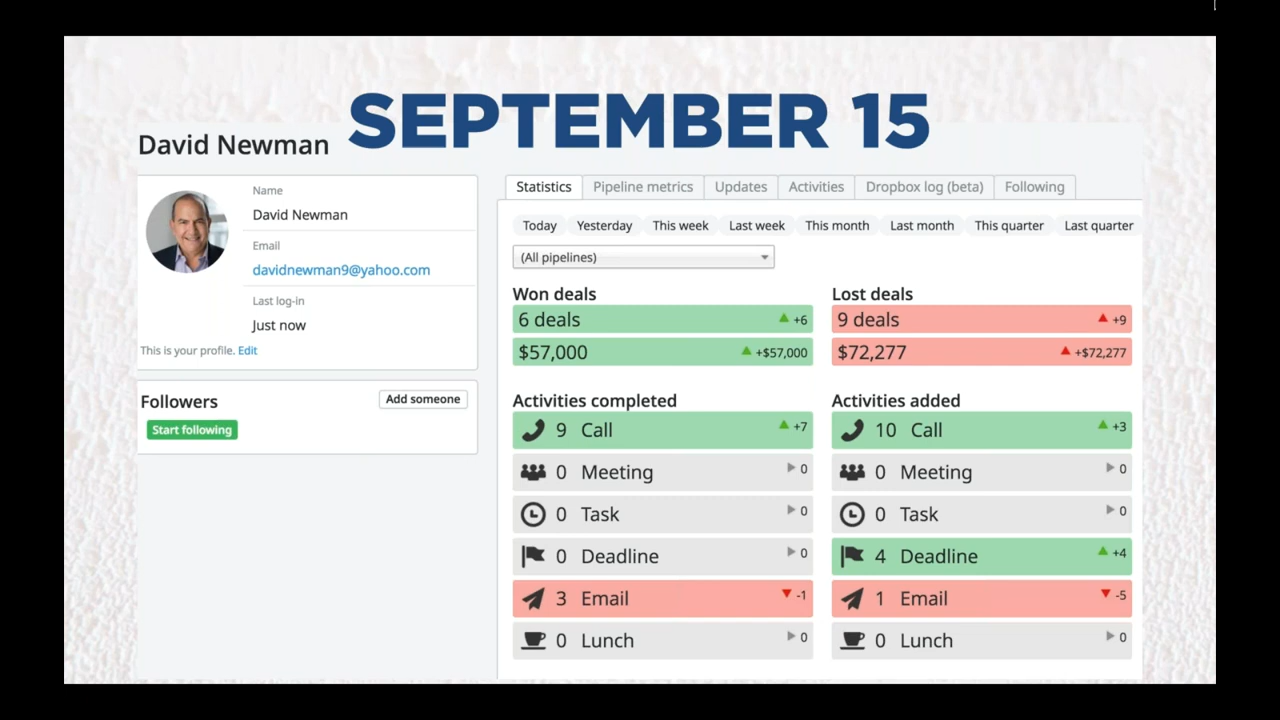 SEPTEMBER 15
David Newman
Name
David Newman
Email
davidnewman9@yahoo.com
Last log-in
Just now
This is your profile. Edit
Followers
Add someone
Start following
Statistics Pipeline metrics Updates Activities Dropbox log (beta) Following
Today Yesterday This week Last week This month Last month This quarter Last quarter
(All pipelines)
Won deals
6 deals +6
$57,000 +$57,000
Lost deals
9 deals +9
$72,277 +$72,277
Activities completed
9 Call +7
0 Meeting 0
0 Task 0
0 Deadline 0
3 Email -1
0 Lunch 0
Activities added
10 Call +3
0 Meeting 0
0 Task 0
4 Deadline +4
1 Email -5
0 Lunch 0